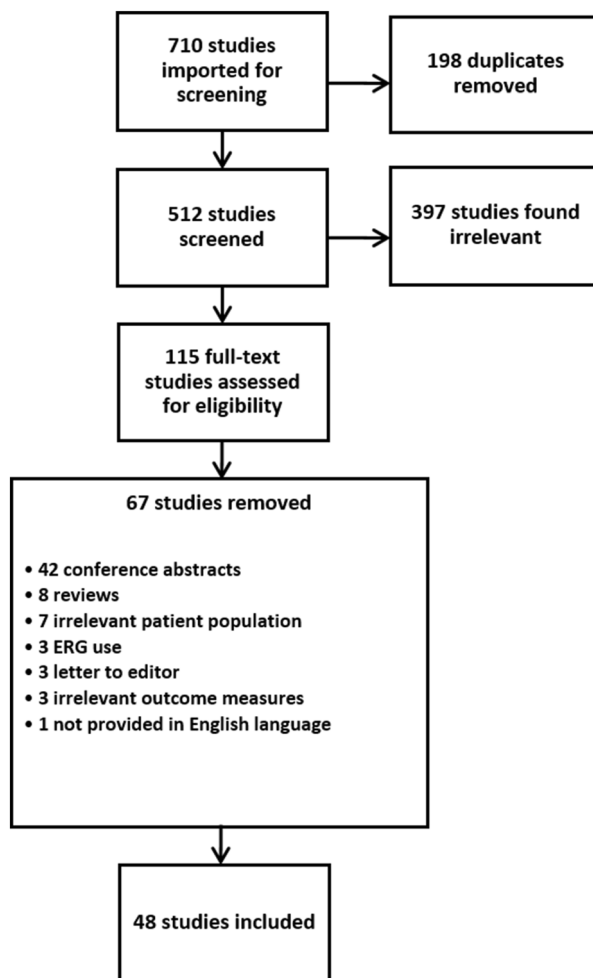 710 studies
imported for
screening
198 duplicates
removed
512 studies
screened
397 studies found
irrelevant
115 full-text
studies assessed
for eligibility
67 studies removed
• 42 conference abstracts
• 8 reviews
• 7 irrelevant patient population
• 3 ERG use
• 3 letter to editor
• 3 irrelevant outcome measures
• 1 not provided in English language
48 studies included